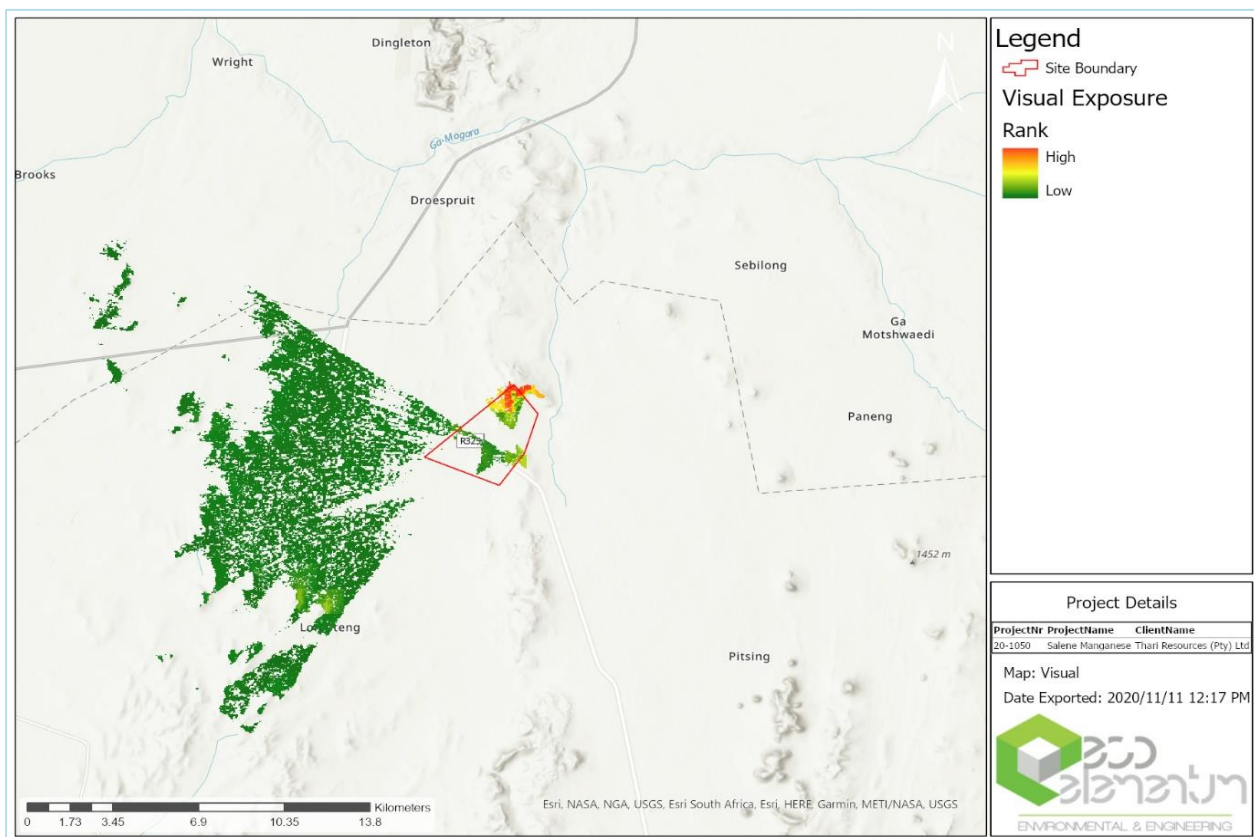 Dingleton
Wright
N
Ga-Mogara
Brooks
Droespruit
Sebilong
Ga
Motshwaedi
Paneng
R325
1452 m
Pitsing
Kilometers
0 1.73 3.45 6.9 10.35 13.8
Esri, NASA, NGA, USGS, Esri South Africa, Esri, HERE, Garmin, METI/NASA, USGS
Legend
Site Boundary
Visual Exposure
Rank
High
Low
Project Details
ProjectNr ProjectName ClientName
20-1050 Salene Manganese Thari Resources (Pty) Ltd
Map: Visual
Date Exported: 2020/11/11 12:17 PM
eco
elementum
ENVIRONMENTAL & ENGINEERING